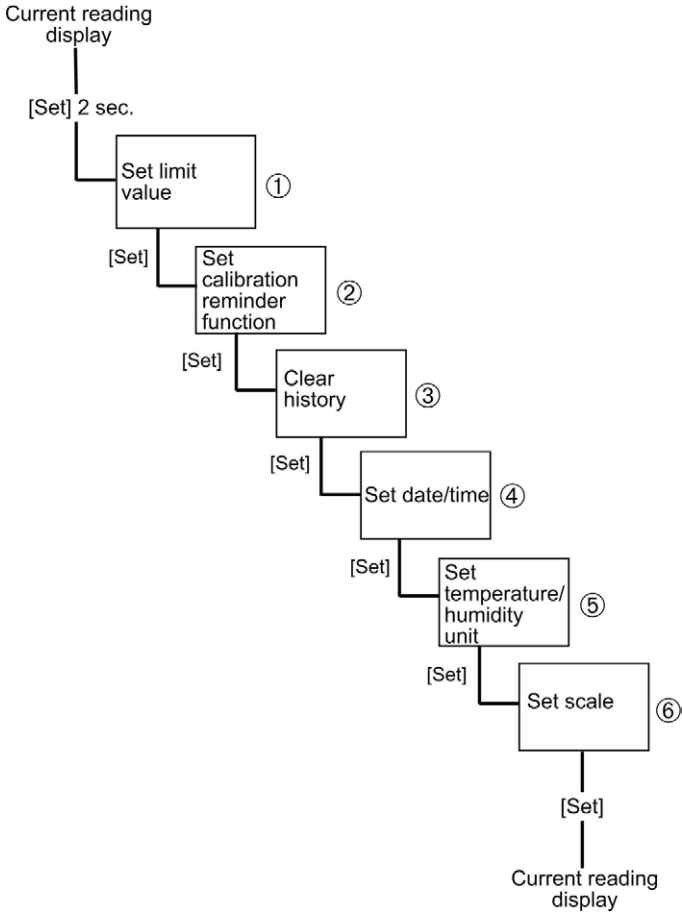 Current reading
display
[Set] 2 sec.
Set limit
value
①
[Set]
Set
calibration
reminder
function
②
[Set]
Clear
history
③
[Set]
Set date/time
④
[Set]
Set
temperature/
humidity
unit
⑤
[Set]
Set scale
⑥
[Set]
Current reading
display